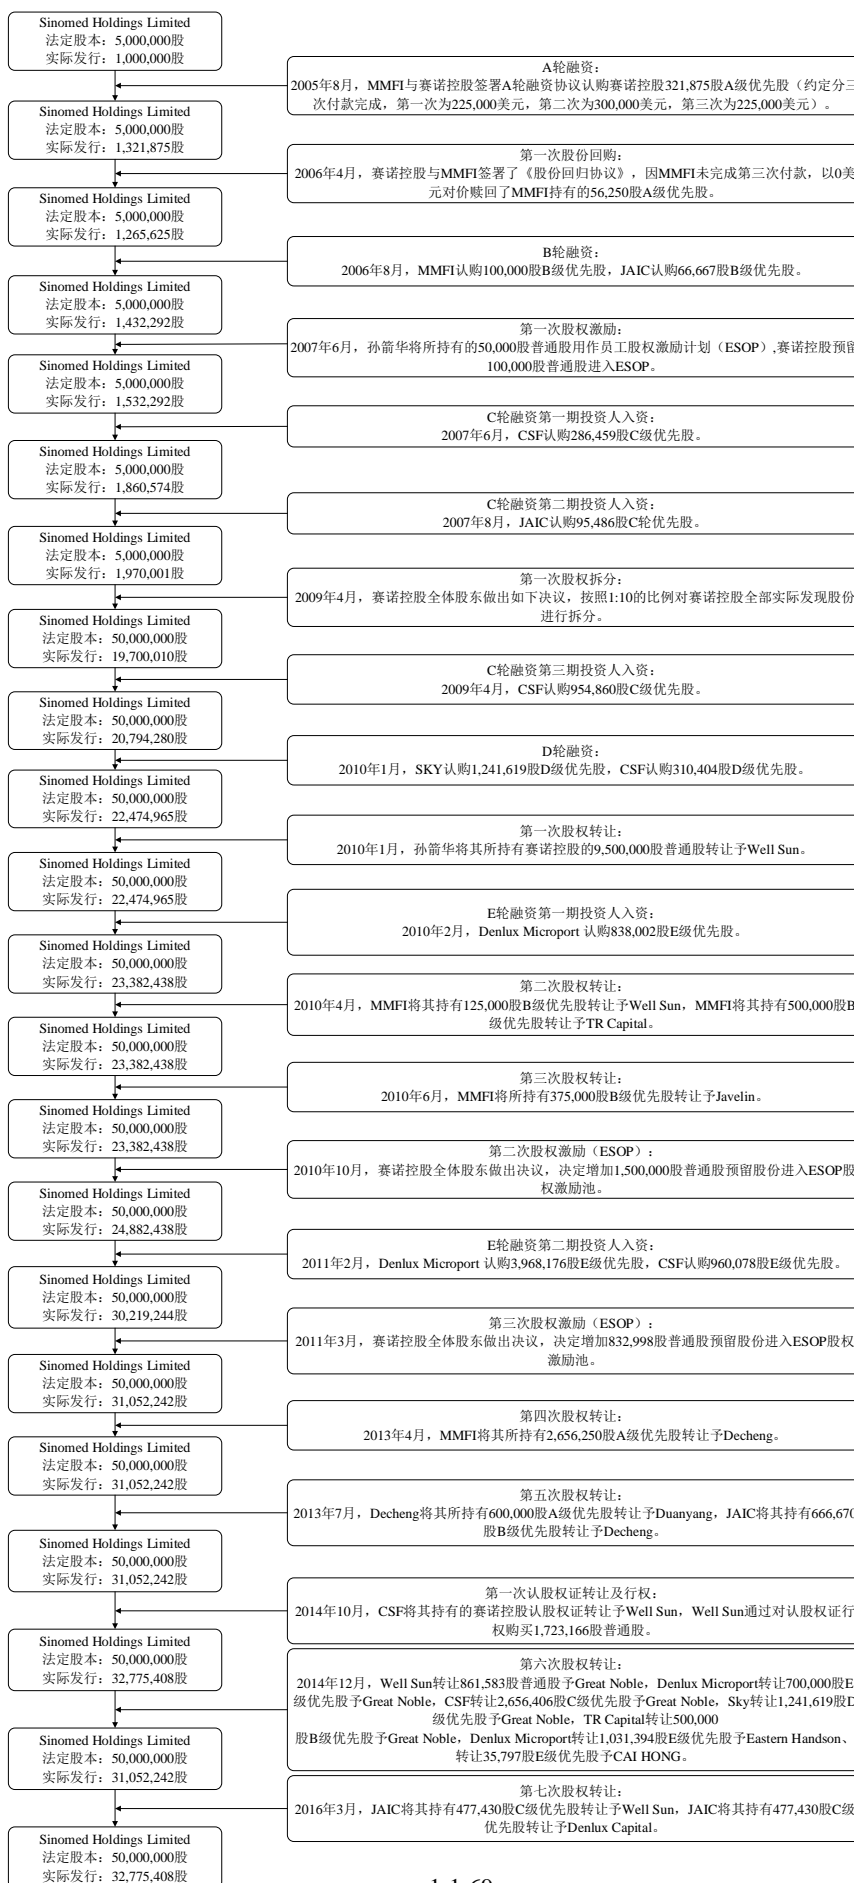 Sinomed Holdings Limited
法定股本：5,000,000股
实际发行：1,000,000股
A轮融资：
2005年8月，MMFI与赛诺控股签署A轮融资协议认购赛诺控股321,875股A级优先股（约定分三
次付款完成，第一次为225,000美元，第二次为300,000美元，第三次为225,000美元）。
Sinomed Holdings Limited
法定股本：5,000,000股
实际发行：1,321,875股
第一次股份回购：
2006年4月，赛诺控股与MMFI签署了《股份回归协议》，因MMFI未完成第三次付款，以0美
元对价赎回了MMFI持有的56,250股A级优先股。
Sinomed Holdings Limited
法定股本：5,000,000股
实际发行：1,265,625股
B轮融资：
2006年8月，MMFI认购100,000股B级优先股，JAIC认购66,667股B级优先股。
Sinomed Holdings Limited
法定股本：5,000,000股
实际发行：1,432,292股
第一次股权激励：
2007年6月，孙箭华将所持有的50,000股普通股用作员工股权激励计划（ESOP）,赛诺控股预留
100,000股普通股进入ESOP。
Sinomed Holdings Limited
法定股本：5,000,000股
实际发行：1,532,292股
C轮融资第一期投资人入资：
2007年6月，CSF认购286,459股C级优先股。
Sinomed Holdings Limited
法定股本：5,000,000股
实际发行：1,860,574股
C轮融资第二期投资人入资：
2007年8月，JAIC认购95,486股C轮优先股。
Sinomed Holdings Limited
法定股本：5,000,000股
实际发行：1,970,001股
第一次股权拆分：
2009年4月，赛诺控股全体股东做出如下决议，按照1:10的比例对赛诺控股全部实际发现股份
进行拆分。
Sinomed Holdings Limited
法定股本：50,000,000股
实际发行：19,700,010股
C轮融资第三期投资人入资：
2009年4月，CSF认购954,860股C级优先股。
Sinomed Holdings Limited
法定股本：50,000,000股
实际发行：20,794,280股
D轮融资：
2010年1月，SKY认购1,241,619股D级优先股，CSF认购310,404股D级优先股。
Sinomed Holdings Limited
法定股本：50,000,000股
实际发行：22,474,965股
第一次股权转让：
2010年1月，孙箭华将其所持有赛诺控股的9,500,000股普通股转让予Well Sun。
Sinomed Holdings Limited
法定股本：50,000,000股
实际发行：22,474,965股
E轮融资第一期投资人入资：
2010年2月，Denlux Microport 认购838,002股E级优先股。
Sinomed Holdings Limited
法定股本：50,000,000股
实际发行：23,382,438股
第二次股权转让：
2010年4月，MMFI将其持有125,000股B级优先股转让予Well Sun，MMFI将其持有500,000股B
级优先股转让予TR Capital。
Sinomed Holdings Limited
法定股本：50,000,000股
实际发行：23,382,438股
第三次股权转让：
2010年6月，MMFI将所持有375,000股B级优先股转让予Javelin。
Sinomed Holdings Limited
法定股本：50,000,000股
实际发行：23,382,438股
第二次股权激励（ESOP）：
2010年10月，赛诺控股全体股东做出决议，决定增加1,500,000股普通股预留股份进入ESOP股
权激励池。
Sinomed Holdings Limited
法定股本：50,000,000股
实际发行：24,882,438股
E轮融资第二期投资人入资：
2011年2月，Denlux Microport 认购3,968,176股E级优先股，CSF认购960,078股E级优先股。
Sinomed Holdings Limited
法定股本：50,000,000股
实际发行：30,219,244股
第三次股权激励（ESOP）：
2011年3月，赛诺控股全体股东做出决议，决定增加832,998股普通股预留股份进入ESOP股权
激励池。
Sinomed Holdings Limited
法定股本：50,000,000股
实际发行：31,052,242股
第四次股权转让：
2013年4月，MMFI将其所持有2,656,250股A级优先股转让予Decheng。
Sinomed Holdings Limited
法定股本：50,000,000股
实际发行：31,052,242股
第五次股权转让：
2013年7月，Decheng将其所持有600,000股A级优先股转让予Duanyang，JAIC将其持有666,670
股B级优先股转让予Decheng。
Sinomed Holdings Limited
法定股本：50,000,000股
实际发行：31,052,242股
第一次认股权证转让及行权：
2014年10月，CSF将其持有的赛诺控股认股权证转让予Well Sun，Well Sun通过对认股权证行
权购买1,723,166股普通股。
Sinomed Holdings Limited
法定股本：50,000,000股
实际发行：32,775,408股
第六次股权转让：
2014年12月，Well Sun转让861,583股普通股予Great Noble，Denlux Microport转让700,000股E
级优先股予Great Noble，CSF转让2,656,406股C级优先股予Great Noble，Sky转让1,241,619股D
级优先股予Great Noble，TR Capital转让500,000
股B级优先股予Great Noble，Denlux Microport转让1,031,394股E级优先股予Eastern Handson、
转让35,797股E级优先股予CAI HONG。
Sinomed Holdings Limited
法定股本：50,000,000股
实际发行：31,052,242股
第七次股权转让：
2016年3月，JAIC将其持有477,430股C级优先股转让予Well Sun，JAIC将其持有477,430股C级
优先股转让予Denlux Capital。
Sinomed Holdings Limited
法定股本：50,000,000股
实际发行：32,775,408股